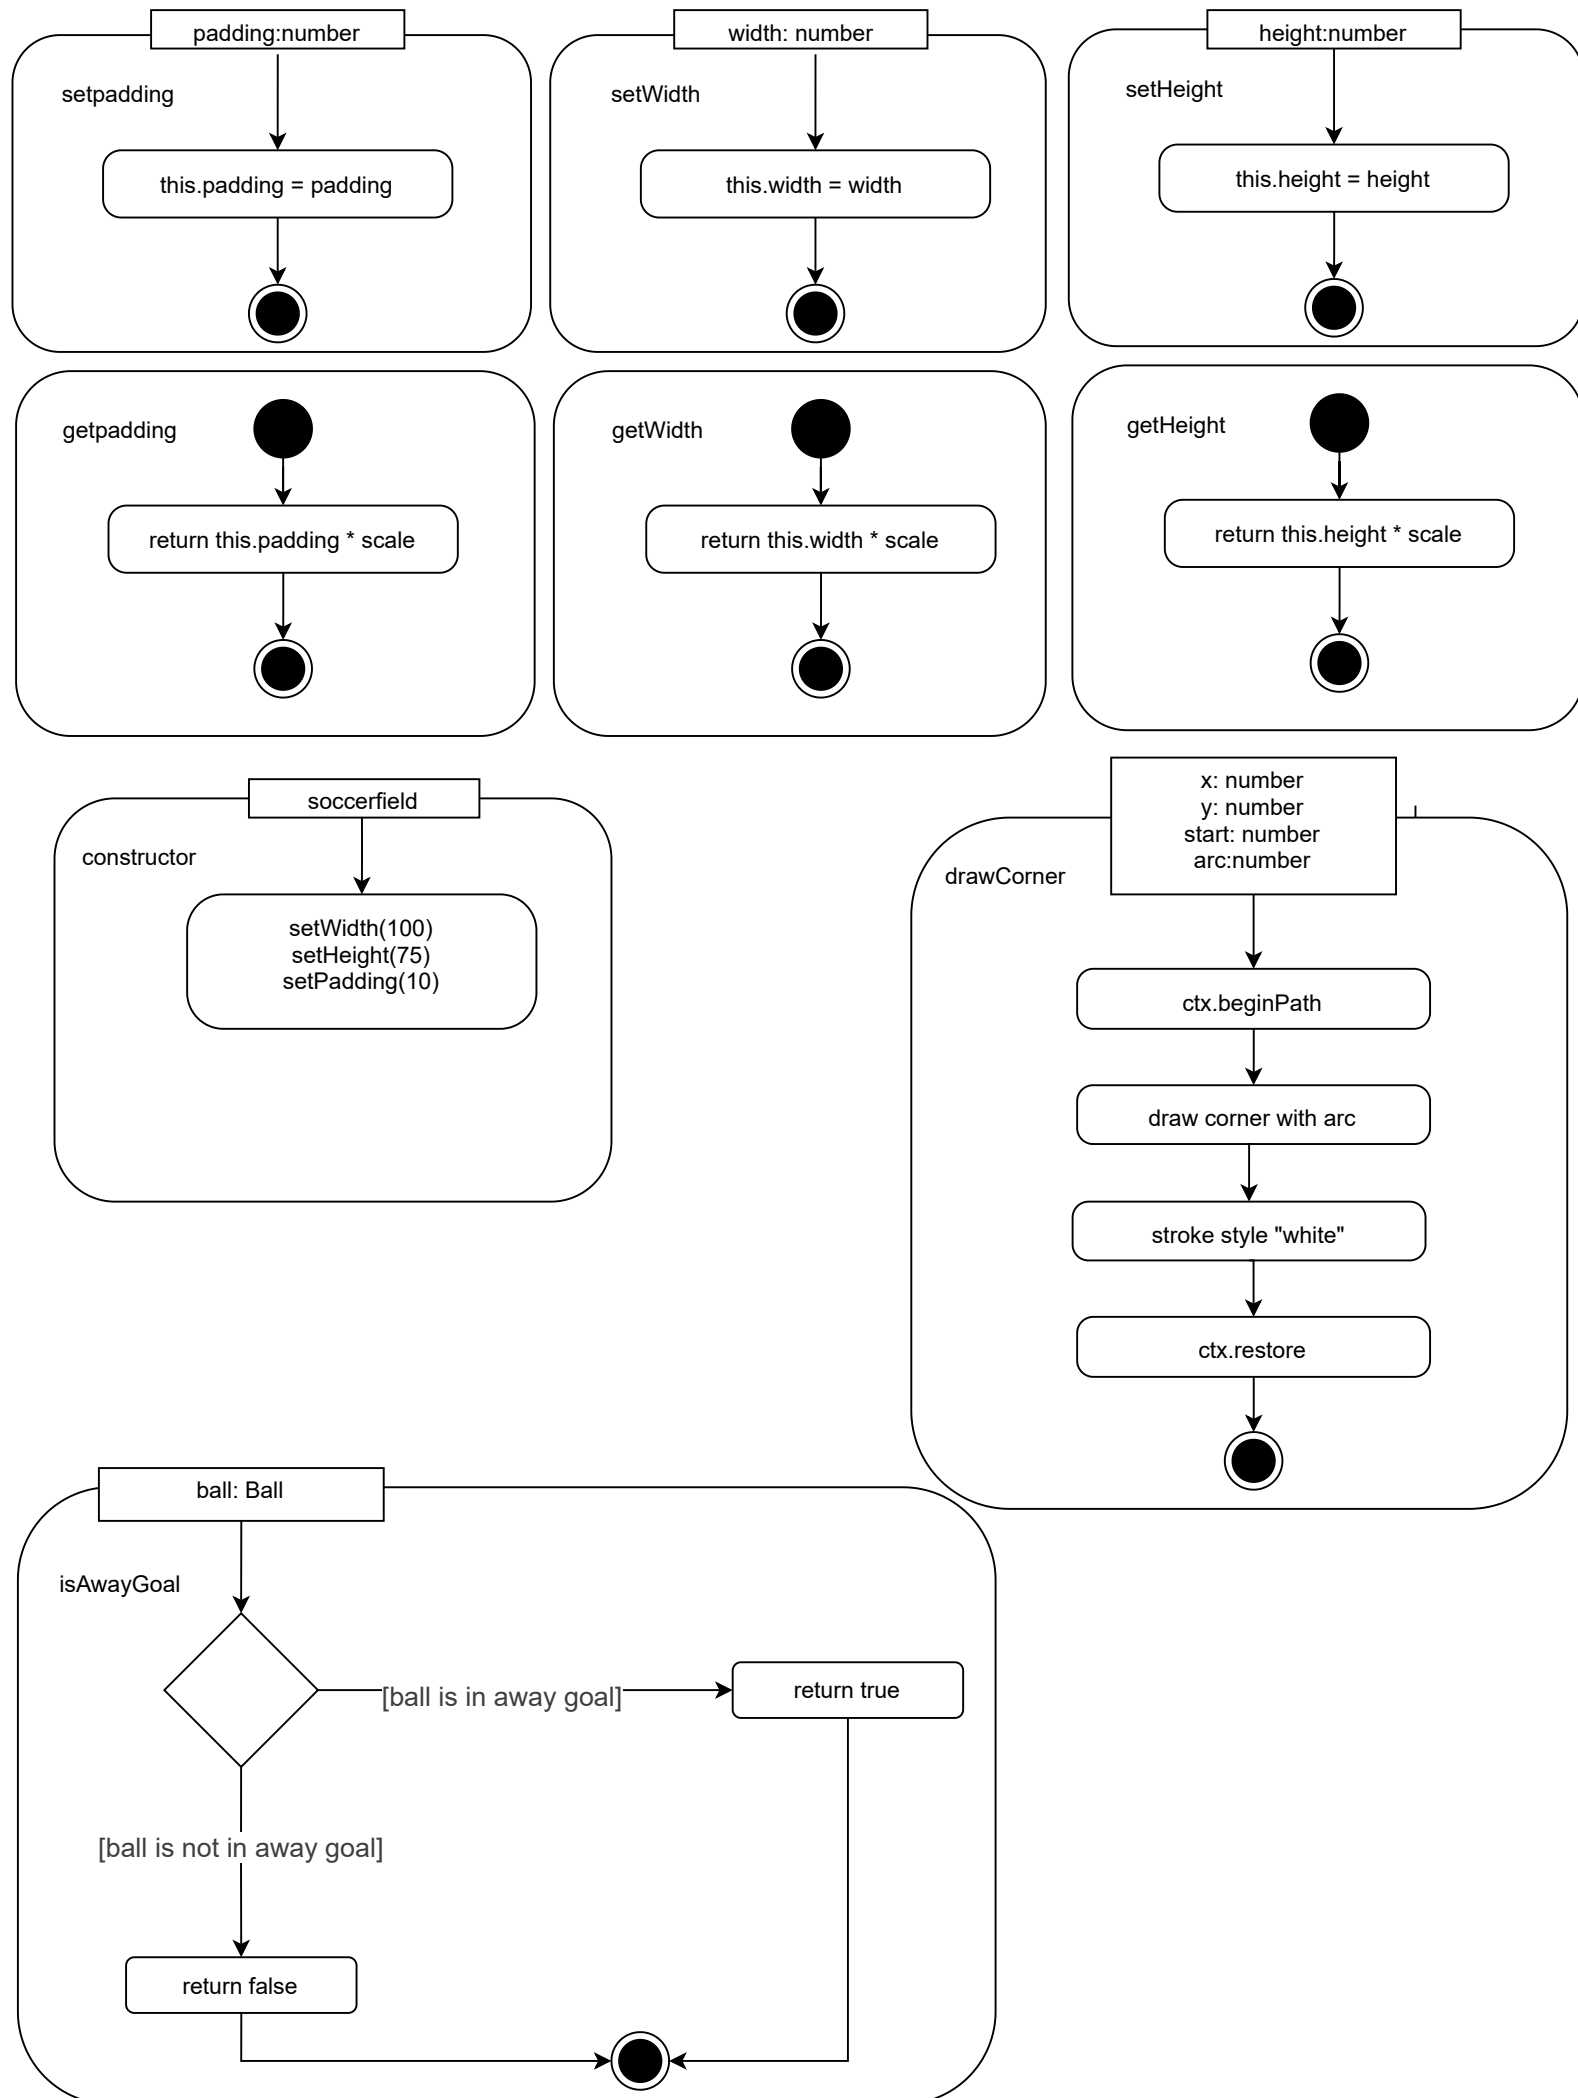 padding:number
setpadding
this.padding = padding
width: number
setWidth
this.width = width
height:number
setHeight
this.height = height
getpadding
return this.padding * scale
getWidth
return this.width * scale
getHeight
return this.height * scale
soccerfield
constructor
setWidth(100)
setHeight(75)
setPadding(10)
x: number
y: number
start: number
arc:number
drawCorner
ctx.beginPath
draw corner with arc
stroke style "white"
ctx.restore
ball: Ball
isAwayGoal
[ball is in away goal]
return true
[ball is not in away goal]
return false